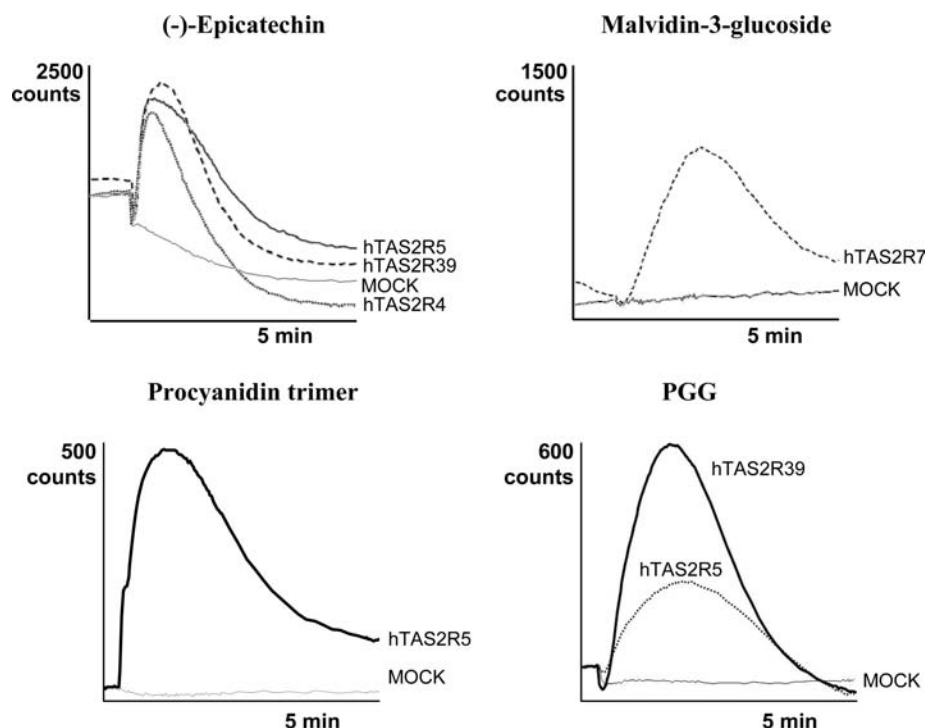 (-)-Epicatechin
2500
counts
hTAS2R5
hTAS2R39
MOCK
hTAS2R4
5 min
Malvidin-3-glucoside
1500
counts
hTAS2R7
MOCK
5 min
Procyanidin trimer
500
counts
hTAS2R5
MOCK
5 min
PGG
600
counts
hTAS2R39
hTAS2R5
MOCK
5 min